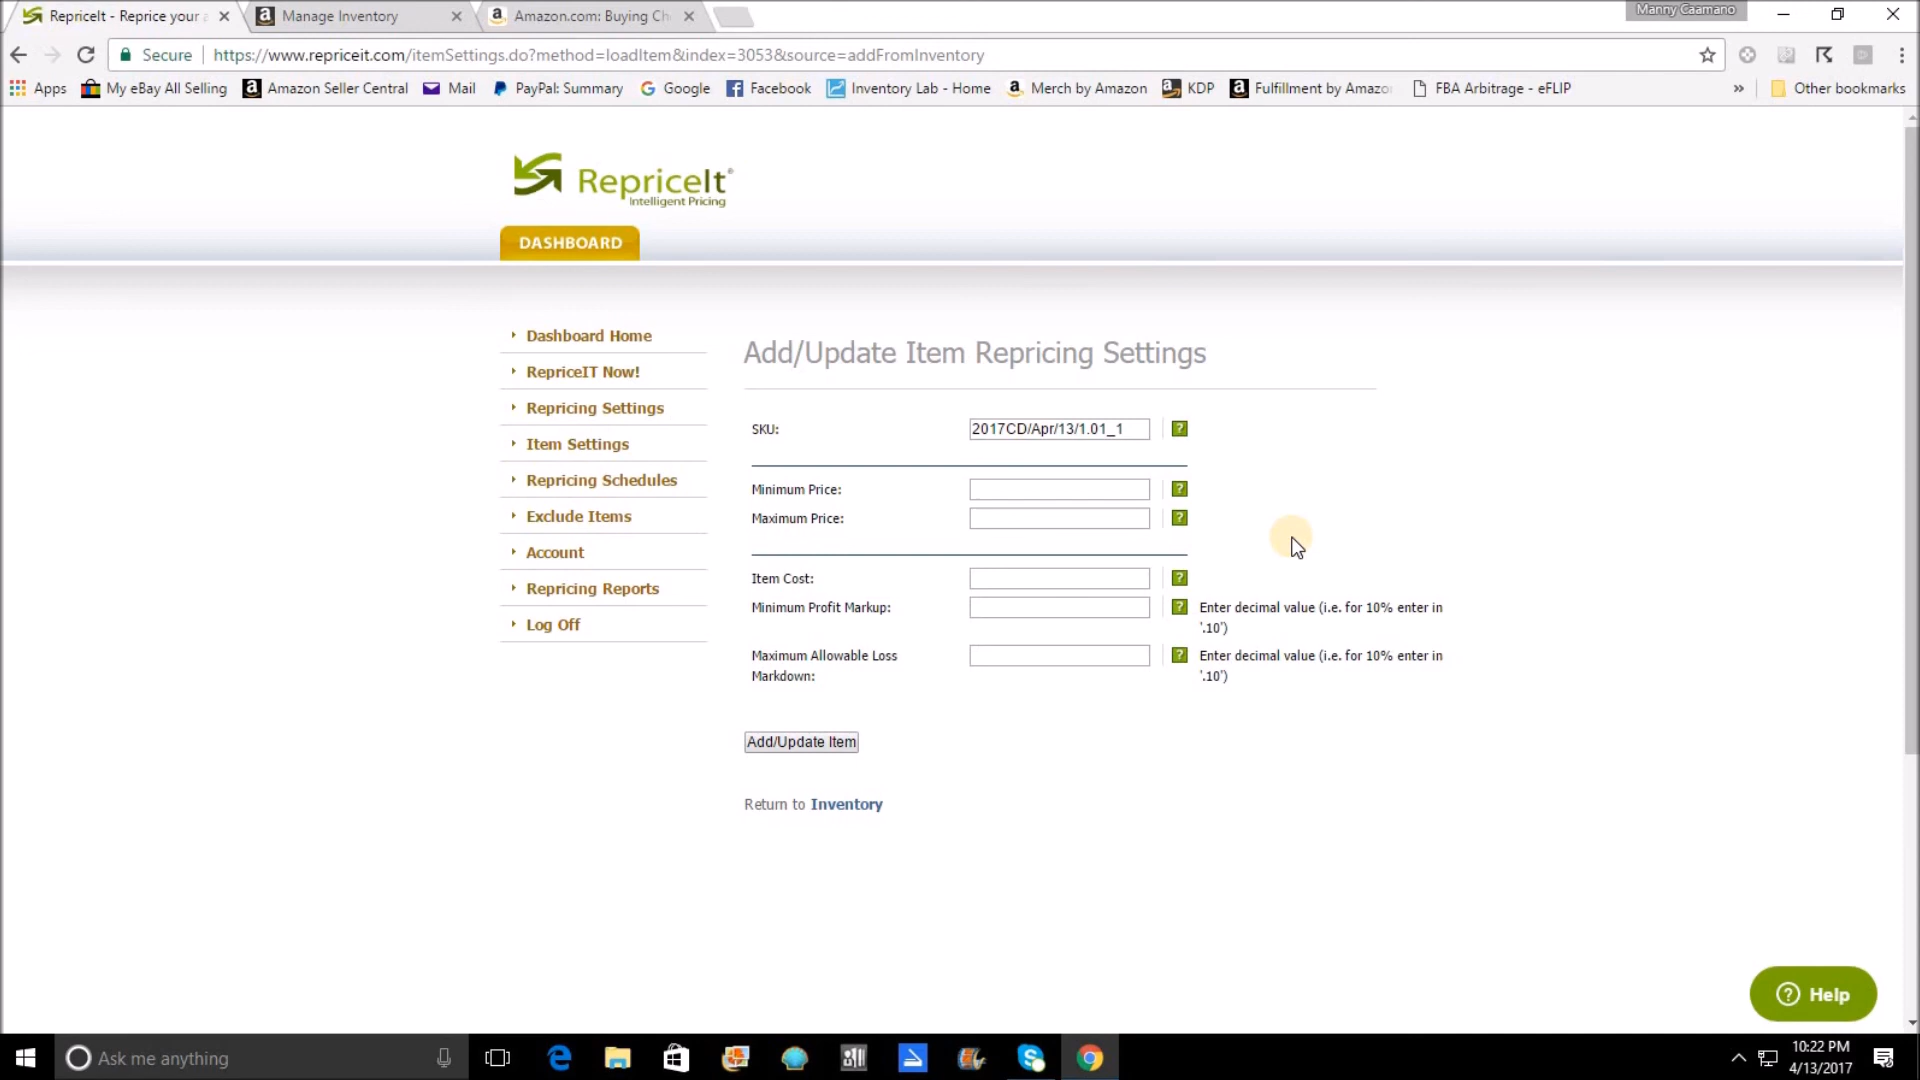 RepriceIt - Reprice your
Manage Inventory
Amazon.com: Buying Ch
Manny Caamano
Secure
https://www.repriceit.com/itemSettings.do?method=loadItem&index=3053&source=addFromInventory
Apps
My eBay All Selling
Amazon Seller Central
Mail
PayPal: Summary
Google
Facebook
Inventory Lab - Home
Merch by Amazon
KDP
Fulfillment by Amazo
FBA Arbitrage - eFLIP
»
Other bookmarks
RepriceIt®
Intelligent Pricing
DASHBOARD
Dashboard Home
RepriceIT Now!
Repricing Settings
Item Settings
Repricing Schedules
Exclude Items
Account
Repricing Reports
Log Off
Add/Update Item Repricing Settings
SKU: 2017CD/Apr/13/1.01_1 ?
Minimum Price: ?
Maximum Price: ?
Item Cost: ?
Minimum Profit Markup: ? Enter decimal value (i.e. for 10% enter in
'.10')
Maximum Allowable Loss ? Enter decimal value (i.e. for 10% enter in
Markdown: '.10')
Add/Update Item
Return to Inventory
? Help
Ask me anything
10:22 PM
4/13/2017